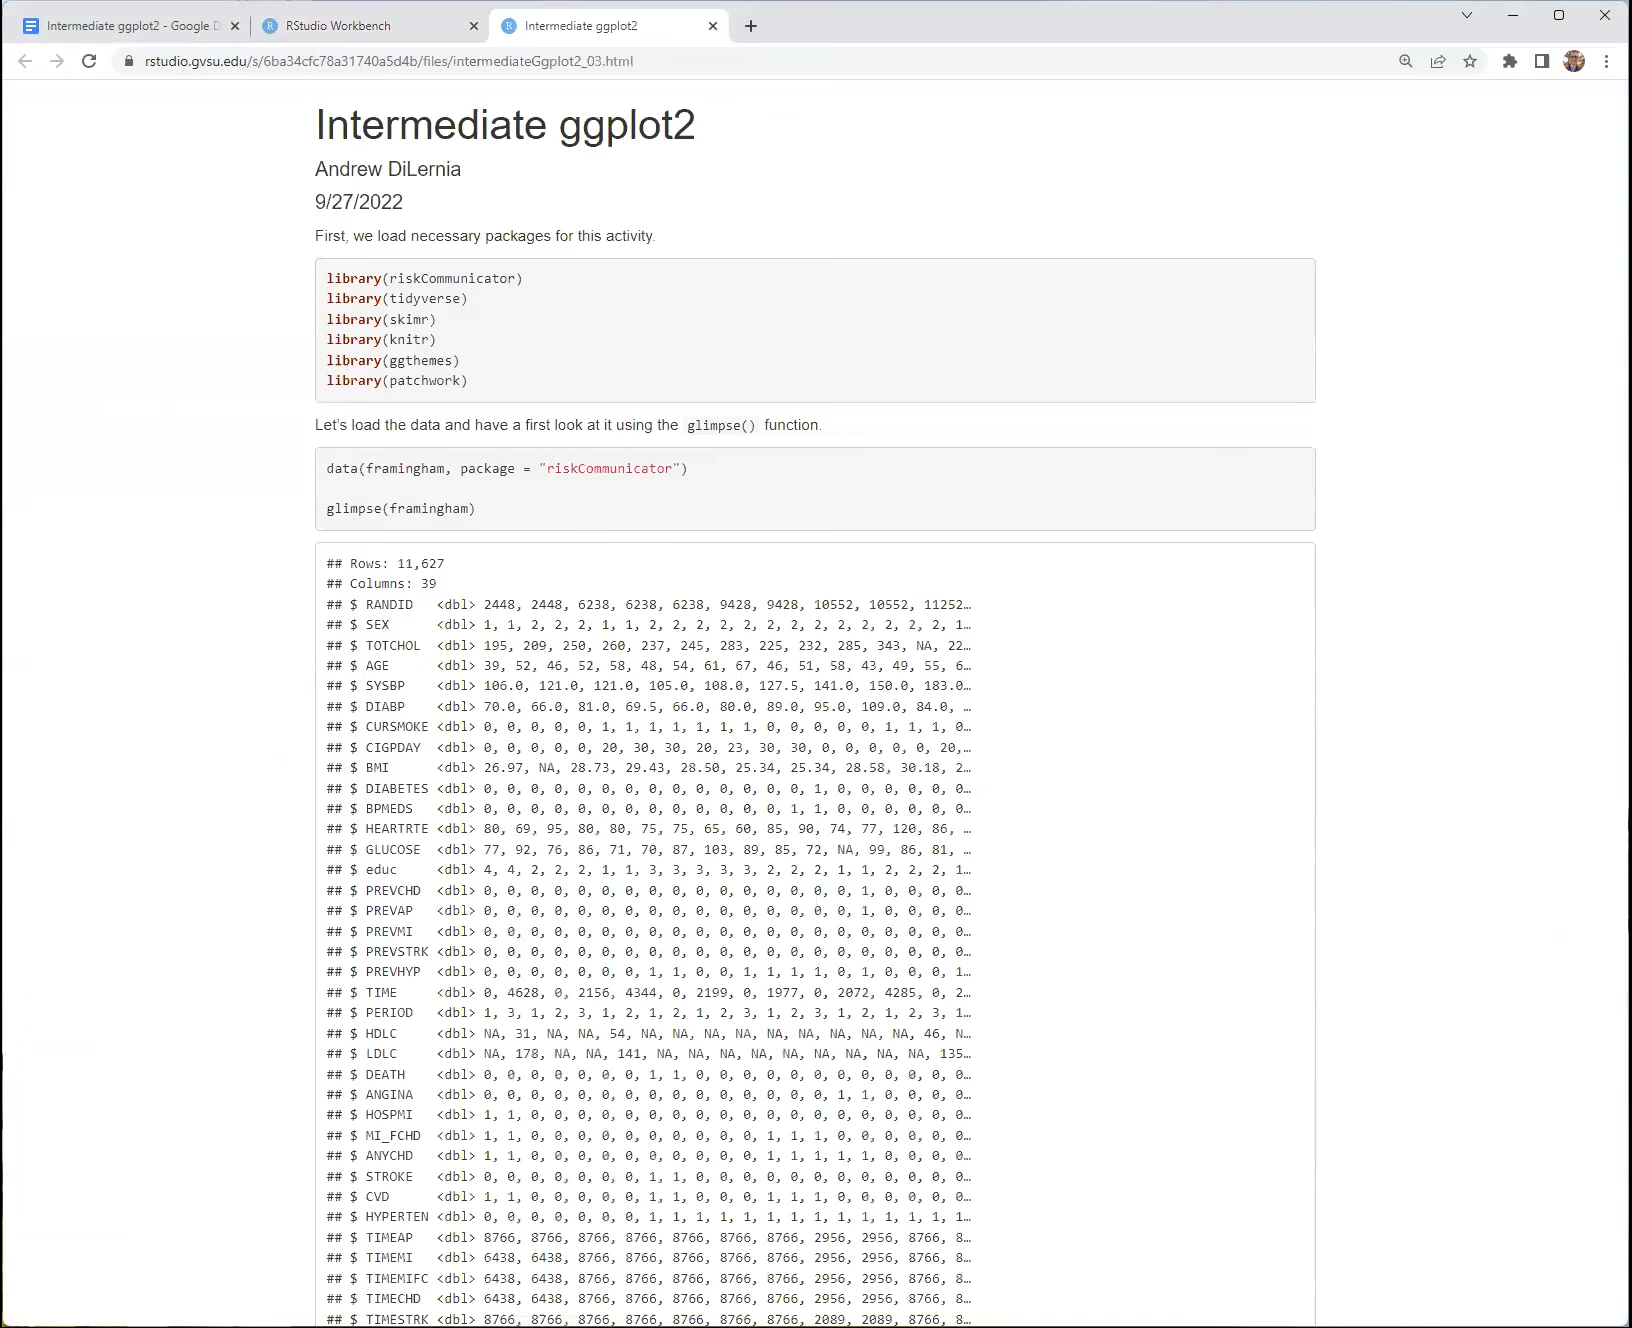 Intermediate ggplot2 - Google D
RStudio Workbench
Intermediate ggplot2
rstudio.gvsu.edu/s/6ba34cfc78a31740a5d4b/files/intermediateGgplot2_03.html
Intermediate ggplot2
Andrew DiLernia
9/27/2022
First, we load necessary packages for this activity.
library(riskCommunicator)
library(tidyverse)
library(skimr)
library(knitr)
library(ggthemes)
library(patchwork)
Let's load the data and have a first look at it using the glimpse() function.
data(framingham, package = "riskCommunicator")
glimpse(framingham)
## Rows: 11,627
## Columns: 39
## $ RANDID   <dbl> 2448, 2448, 6238, 6238, 6238, 9428, 9428, 10552, 10552, 11252…
## $ SEX      <dbl> 1, 1, 2, 2, 2, 1, 1, 2, 2, 2, 2, 2, 2, 2, 2, 2, 2, 2, 2, 2, 1…
## $ TOTCHOL  <dbl> 195, 209, 250, 260, 237, 245, 283, 225, 232, 285, 343, NA, 22…
## $ AGE      <dbl> 39, 52, 46, 52, 58, 48, 54, 61, 67, 46, 51, 58, 43, 49, 55, 6…
## $ SYSBP    <dbl> 106.0, 121.0, 121.0, 105.0, 108.0, 127.5, 141.0, 150.0, 183.0…
## $ DIABP    <dbl> 70.0, 66.0, 81.0, 69.5, 66.0, 80.0, 89.0, 95.0, 109.0, 84.0, …
## $ CURSMOKE <dbl> 0, 0, 0, 0, 0, 1, 1, 1, 1, 1, 1, 1, 0, 0, 0, 0, 0, 1, 1, 1, 0…
## $ CIGPDAY  <dbl> 0, 0, 0, 0, 0, 20, 30, 30, 20, 23, 30, 30, 0, 0, 0, 0, 0, 20,…
## $ BMI      <dbl> 26.97, NA, 28.73, 29.43, 28.50, 25.34, 25.34, 28.58, 30.18, 2…
## $ DIABETES <dbl> 0, 0, 0, 0, 0, 0, 0, 0, 0, 0, 0, 0, 0, 0, 1, 0, 0, 0, 0, 0, 0…
## $ BPMEDS   <dbl> 0, 0, 0, 0, 0, 0, 0, 0, 0, 0, 0, 0, 0, 1, 1, 0, 0, 0, 0, 0, 0…
## $ HEARTRTE <dbl> 80, 69, 95, 80, 80, 75, 75, 65, 60, 85, 90, 74, 77, 120, 86, …
## $ GLUCOSE  <dbl> 77, 92, 76, 86, 71, 70, 87, 103, 89, 85, 72, NA, 99, 86, 81, …
## $ educ     <dbl> 4, 4, 2, 2, 2, 1, 1, 3, 3, 3, 3, 3, 2, 2, 2, 1, 1, 2, 2, 2, 1…
## $ PREVCHD  <dbl> 0, 0, 0, 0, 0, 0, 0, 0, 0, 0, 0, 0, 0, 0, 0, 0, 1, 0, 0, 0, 0…
## $ PREVAP   <dbl> 0, 0, 0, 0, 0, 0, 0, 0, 0, 0, 0, 0, 0, 0, 0, 0, 1, 0, 0, 0, 0…
## $ PREVMI   <dbl> 0, 0, 0, 0, 0, 0, 0, 0, 0, 0, 0, 0, 0, 0, 0, 0, 0, 0, 0, 0, 0…
## $ PREVSTRK <dbl> 0, 0, 0, 0, 0, 0, 0, 0, 0, 0, 0, 0, 0, 0, 0, 0, 0, 0, 0, 0, 0…
## $ PREVHYP  <dbl> 0, 0, 0, 0, 0, 0, 0, 1, 1, 0, 0, 1, 1, 1, 1, 0, 1, 0, 0, 0, 1…
## $ TIME     <dbl> 0, 4628, 0, 2156, 4344, 0, 2199, 0, 1977, 0, 2072, 4285, 0, 2…
## $ PERIOD   <dbl> 1, 3, 1, 2, 3, 1, 2, 1, 2, 1, 2, 3, 1, 2, 3, 1, 2, 1, 2, 3, 1…
## $ HDLC     <dbl> NA, 31, NA, NA, 54, NA, NA, NA, NA, NA, NA, NA, NA, NA, 46, N…
## $ LDLC     <dbl> NA, 178, NA, NA, 141, NA, NA, NA, NA, NA, NA, NA, NA, NA, 135…
## $ DEATH    <dbl> 0, 0, 0, 0, 0, 0, 0, 1, 1, 0, 0, 0, 0, 0, 0, 0, 0, 0, 0, 0, 0…
## $ ANGINA   <dbl> 0, 0, 0, 0, 0, 0, 0, 0, 0, 0, 0, 0, 0, 0, 0, 1, 1, 0, 0, 0, 0…
## $ HOSPMI   <dbl> 1, 1, 0, 0, 0, 0, 0, 0, 0, 0, 0, 0, 0, 0, 0, 0, 0, 0, 0, 0, 0…
## $ MI_FCHD  <dbl> 1, 1, 0, 0, 0, 0, 0, 0, 0, 0, 0, 0, 1, 1, 1, 0, 0, 0, 0, 0, 0…
## $ ANYCHD   <dbl> 1, 1, 0, 0, 0, 0, 0, 0, 0, 0, 0, 0, 1, 1, 1, 1, 1, 0, 0, 0, 0…
## $ STROKE   <dbl> 0, 0, 0, 0, 0, 0, 0, 1, 1, 0, 0, 0, 0, 0, 0, 0, 0, 0, 0, 0, 0…
## $ CVD      <dbl> 1, 1, 0, 0, 0, 0, 0, 1, 1, 0, 0, 0, 1, 1, 1, 0, 0, 0, 0, 0, 0…
## $ HYPERTEN <dbl> 0, 0, 0, 0, 0, 0, 0, 1, 1, 1, 1, 1, 1, 1, 1, 1, 1, 1, 1, 1, 1…
## $ TIMEAP   <dbl> 8766, 8766, 8766, 8766, 8766, 8766, 8766, 2956, 2956, 8766, 8…
## $ TIMEMI   <dbl> 6438, 6438, 8766, 8766, 8766, 8766, 8766, 2956, 2956, 8766, 8…
## $ TIMEMIFC <dbl> 6438, 6438, 8766, 8766, 8766, 8766, 8766, 2956, 2956, 8766, 8…
## $ TIMECHD  <dbl> 6438, 6438, 8766, 8766, 8766, 8766, 8766, 2956, 2956, 8766, 8…
## $ TIMESTRK <dbl> 8766, 8766, 8766, 8766, 8766, 8766, 8766, 2089, 2089, 8766, 8…